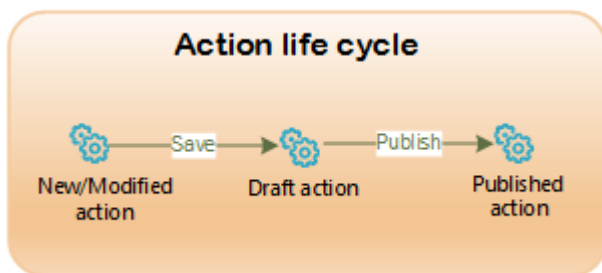 Action life cycle
Save
Publish
New/Modified
action
Draft action
Published
action